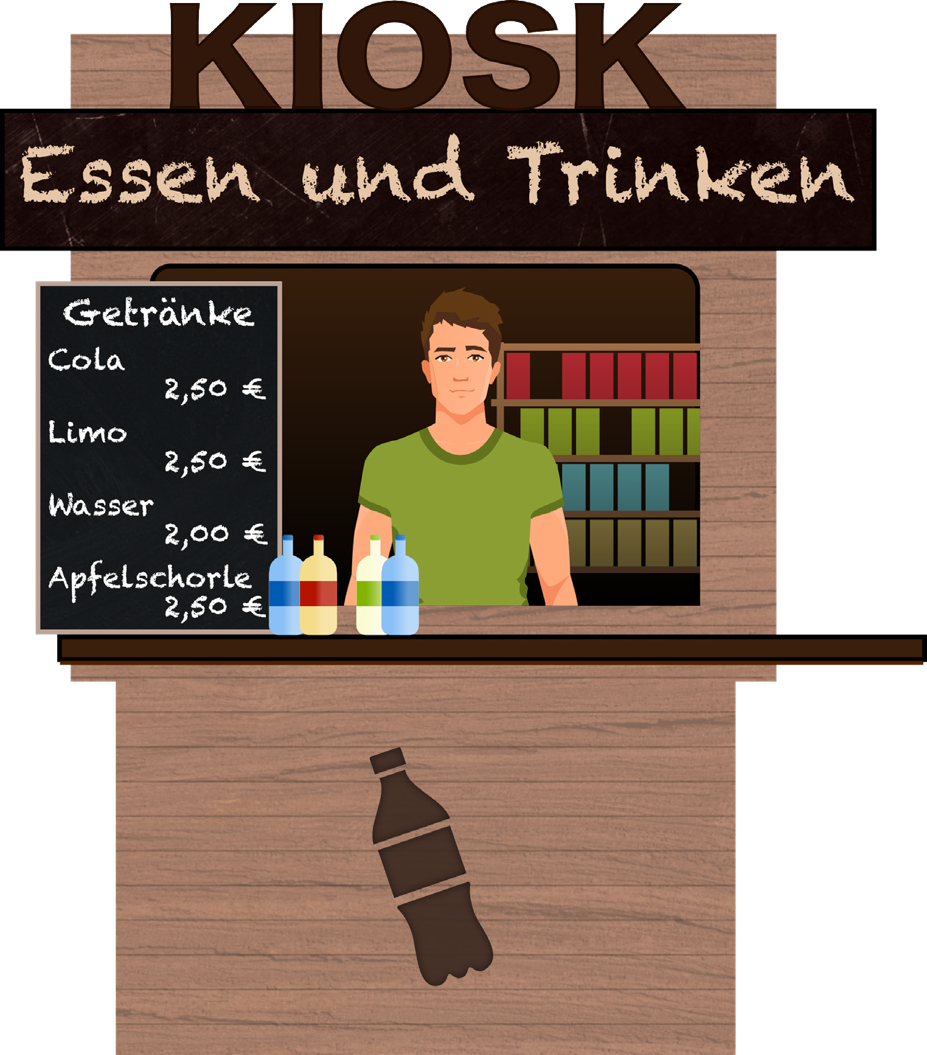 KIOSK
Essen und Trinken
Getränke
Cola
2,50 €
Limo
2,50 €
Wasser
2,00 €
Apfelschorle
2,50 €